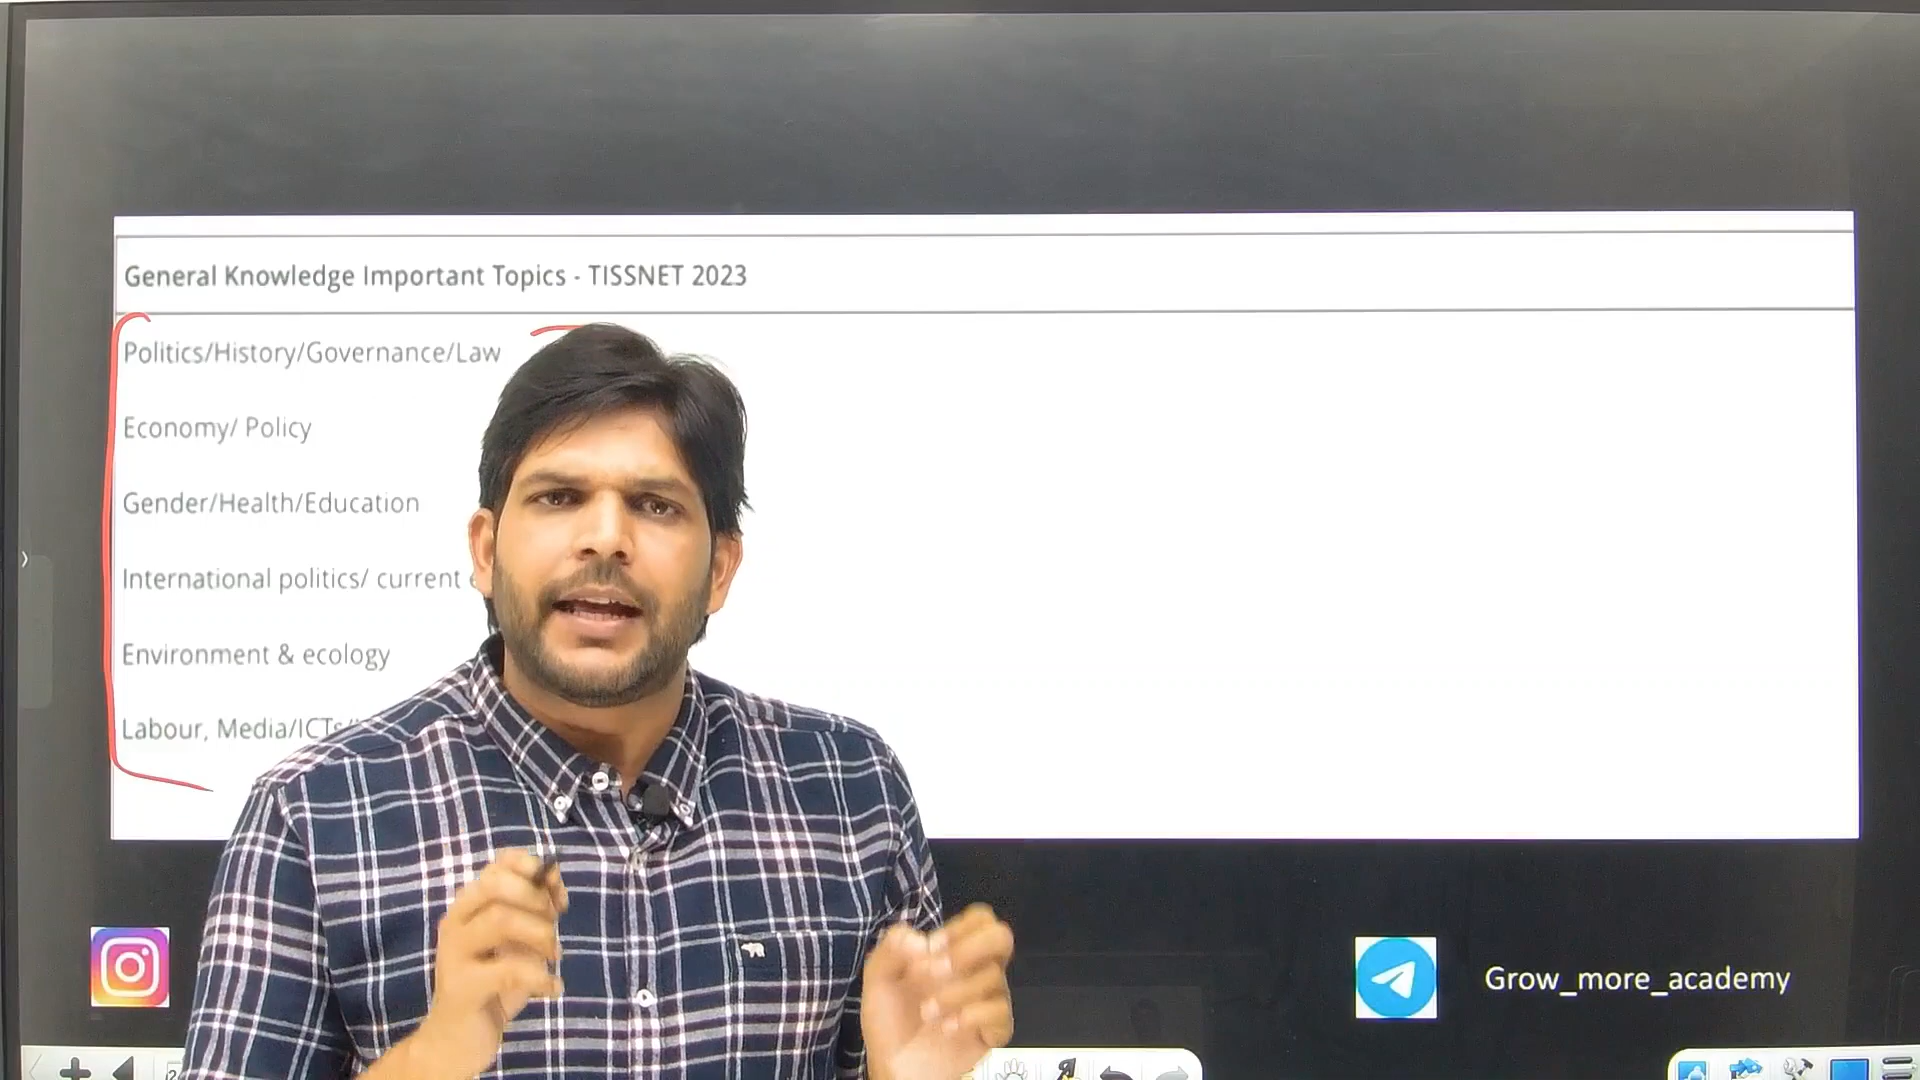 General Knowledge Important Topics - TISSNET 2023
Politics/History/Governance/Law
Economy/ Policy
Gender/Health/Education
International politics/ current
Environment & ecology
Labour, Media/ICTs/
Grow_more_academy